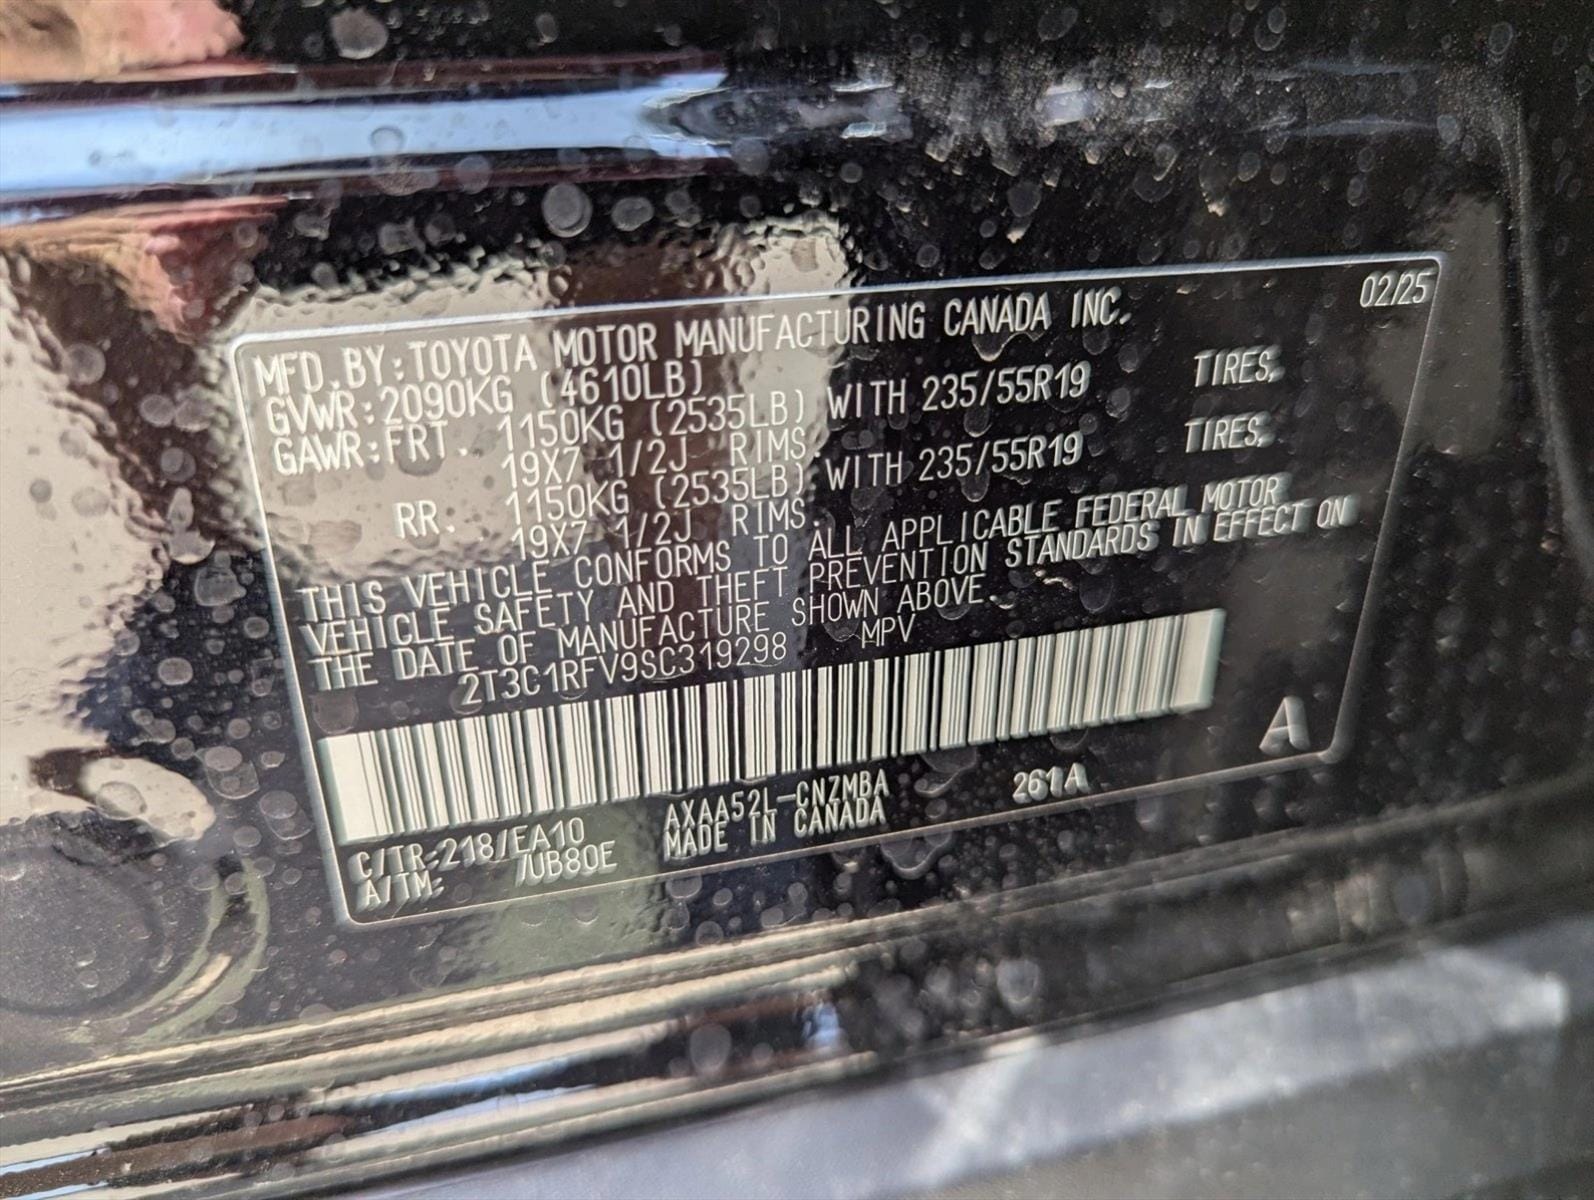 02/25
MFD.BY:TOYOTA MOTOR MANUFACTURING CANADA INC.
GVWR:2090KG (4610LB)
GAWR:FRT. 1150KG (2535LB) WITH 235/55R19 TIRES,
19X7 1/2J RIMS.
RR. 1150KG (2535LB) WITH 235/55R19 TIRES,
19X7 1/2J RIMS.
THIS VEHICLE CONFORMS TO ALL APPLICABLE FEDERAL MOTOR
VEHICLE SAFETY AND THEFT PREVENTION STANDARDS IN EFFECT ON
THE DATE OF MANUFACTURE SHOWN ABOVE.
2T3C1RFV9SC319298 MPV
A
C/TR:218/EA10 AXAA52L-CNZMBA 261A
A/TM: /UB80E MADE IN CANADA